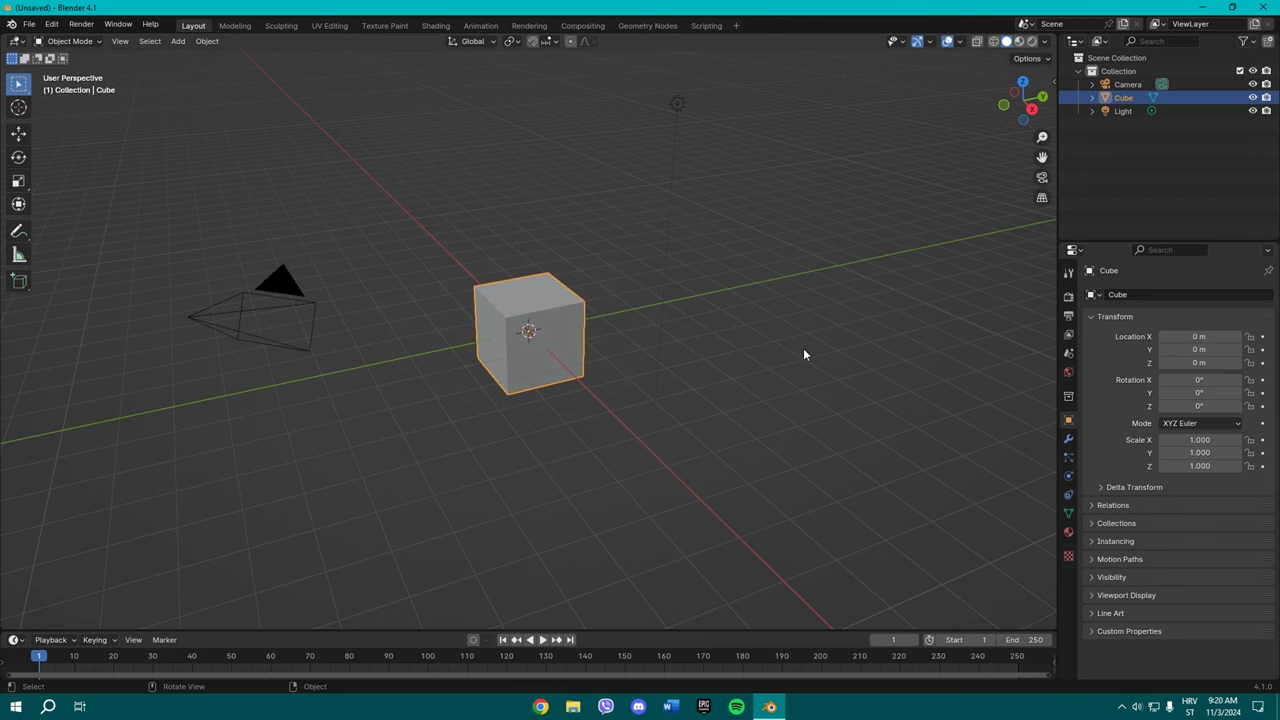 (Unsaved) - Blender 4.1
File Edit Render Window Help Layout Modeling Sculpting UV Editing Texture Paint Shading Animation Rendering Compositing Geometry Nodes Scripting + Scene ViewLayer
Object Mode View Select Add Object Global Search
Options
User Perspective
(1) Collection | Cube
Z
Y
X
Scene Collection
Collection
Camera
Cube
Light
Search
Cube
Cube
Transform
Location X 0 m
Y 0 m
Z 0 m
Rotation X 0°
Y 0°
Z 0°
Mode XYZ Euler
Scale X 1.000
Y 1.000
Z 1.000
Delta Transform
Relations
Collections
Instancing
Motion Paths
Visibility
Viewport Display
Line Art
Custom Properties
Playback Keying View Marker 1 Start 1 End 250
1 10 20 30 40 50 60 70 80 90 100 110 120 130 140 150 160 170 180 190 200 210 220 230 240 250
Select Rotate View Object 4.1.0
HRV 9:20 AM
ST 11/3/2024